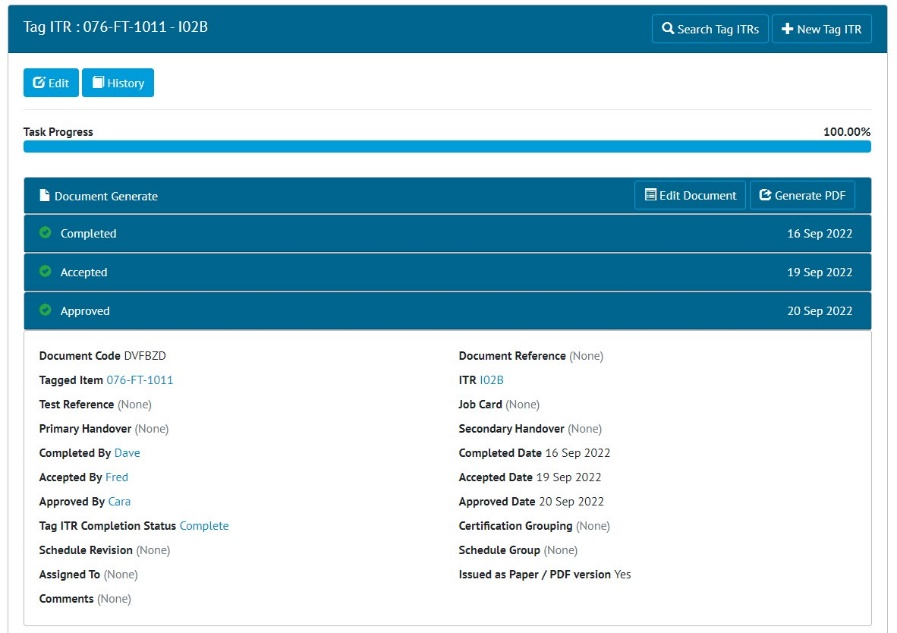 Tag ITR : 076-FT-1011 - I02B
Search Tag ITRs
New Tag ITR
Edit
History
Task Progress 100.00%
Document Generate
Edit Document
Generate PDF
Completed 16 Sep 2022
Accepted 19 Sep 2022
Approved 20 Sep 2022
Document Code DVFBZD
Document Reference (None)
Tagged Item 076-FT-1011
ITR I02B
Test Reference (None)
Job Card (None)
Primary Handover (None)
Secondary Handover (None)
Completed By Dave
Completed Date 16 Sep 2022
Accepted By Fred
Accepted Date 19 Sep 2022
Approved By Cara
Approved Date 20 Sep 2022
Tag ITR Completion Status Complete
Certification Grouping (None)
Schedule Revision (None)
Schedule Group (None)
Assigned To (None)
Issued as Paper / PDF version Yes
Comments (None)